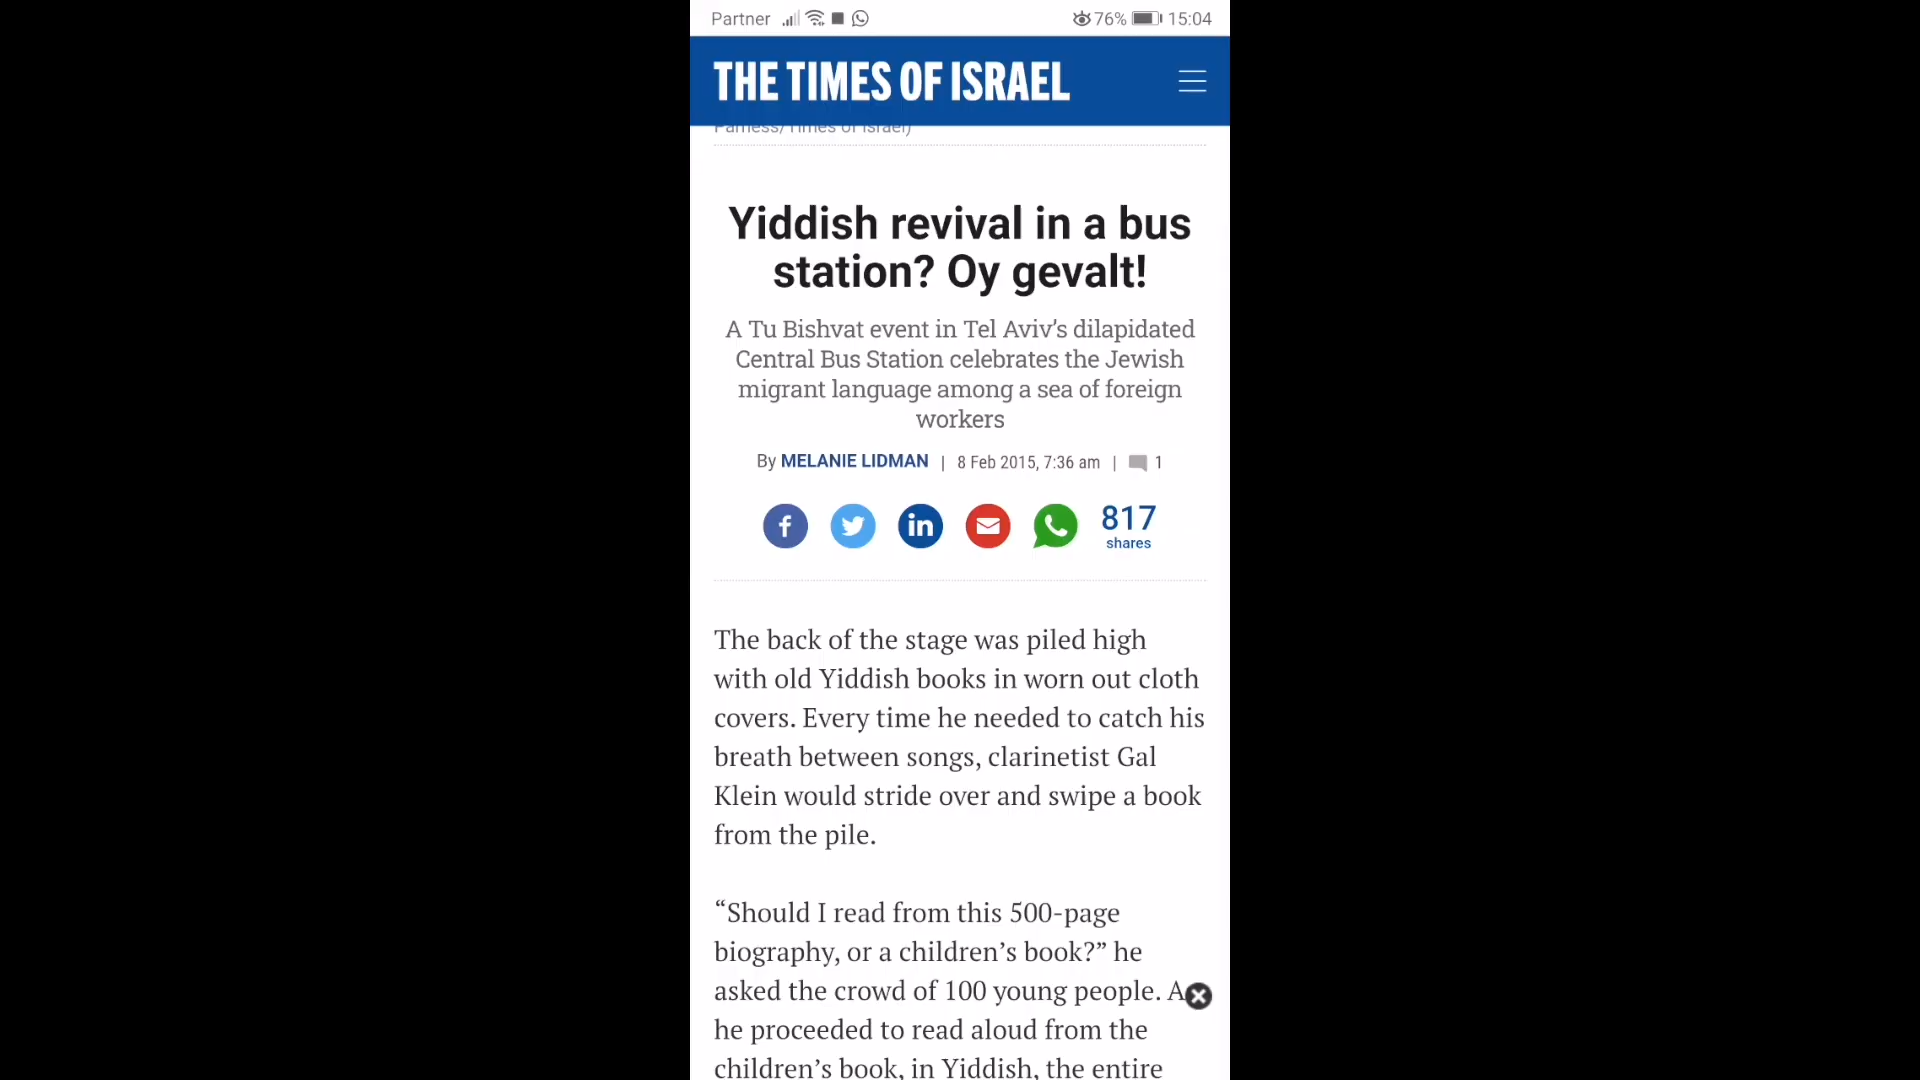 Partner 76% 15:04
THE TIMES OF ISRAEL
Parness/Times of Israel)
Yiddish revival in a bus
station? Oy gevalt!
A Tu Bishvat event in Tel Aviv’s dilapidated
Central Bus Station celebrates the Jewish
migrant language among a sea of foreign
workers
By MELANIE LIDMAN | 8 Feb 2015, 7:36 am | 1
f in 817
shares
The back of the stage was piled high
with old Yiddish books in worn out cloth
covers. Every time he needed to catch his
breath between songs, clarinetist Gal
Klein would stride over and swipe a book
from the pile.
“Should I read from this 500-page
biography, or a children’s book?” he
asked the crowd of 100 young people. A
he proceeded to read aloud from the
children’s book, in Yiddish, the entire